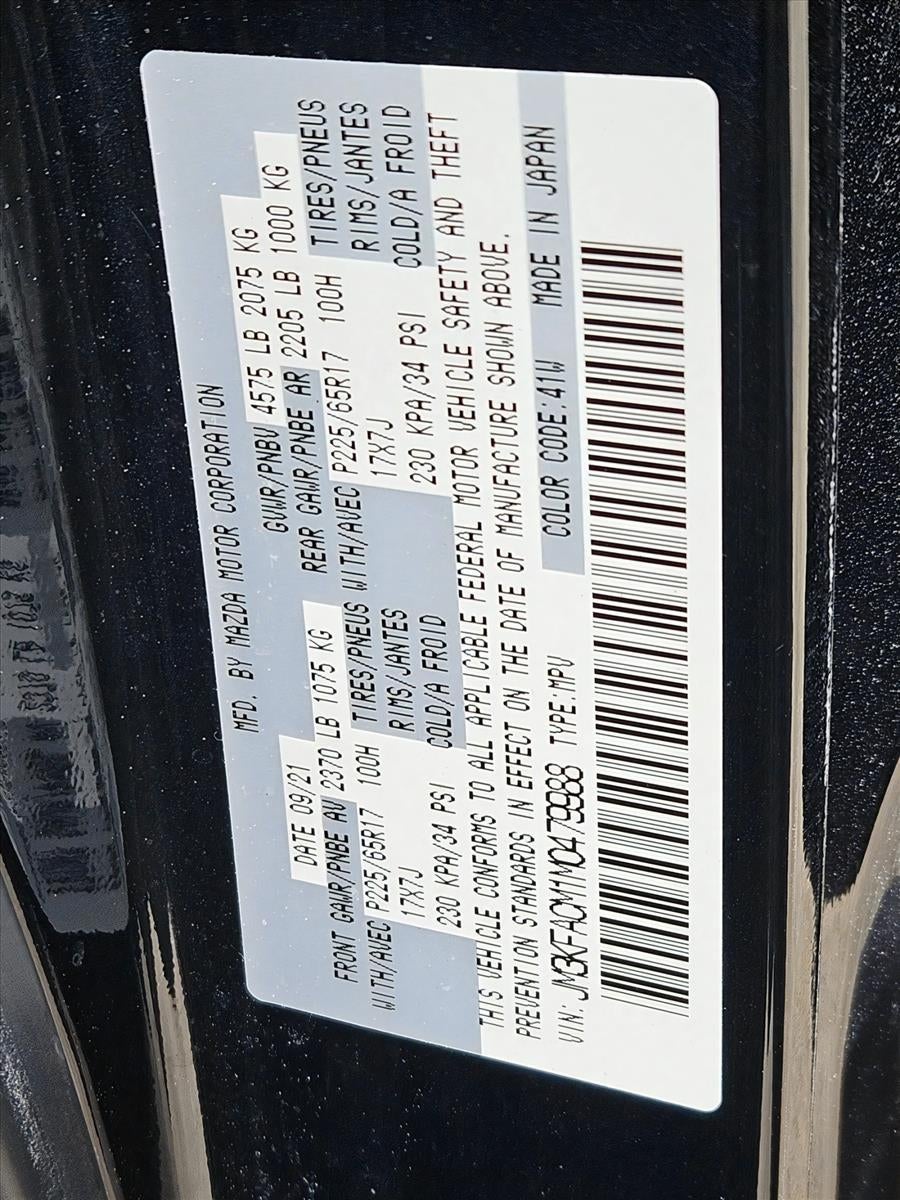 MFD. BY MAZDA MOTOR CORPORATION
DATE 09/21 GVWR/PNBV 4575 LB 2075 KG
FRONT GAWR/PNBE AV 2370 LB 1075 KG REAR GAWR/PNBE AR 2205 LB 1000 KG
WITH/AVEC P225/65R17 100H TIRES/PNEUS WITH/AVEC P225/65R17 100H TIRES/PNEUS
17X7J RIMS/JANTES 17X7J RIMS/JANTES
230 KPA/34 PSI COLD/A FROID 230 KPA/34 PSI COLD/A FROID
THIS VEHICLE CONFORMS TO ALL APPLICABLE FEDERAL MOTOR VEHICLE SAFETY AND THEFT
PREVENTION STANDARDS IN EFFECT ON THE DATE OF MANUFACTURE SHOWN ABOVE.
VIN: JM3KFACM1M0479988 TYPE:MPV COLOR CODE:41W MADE IN JAPAN